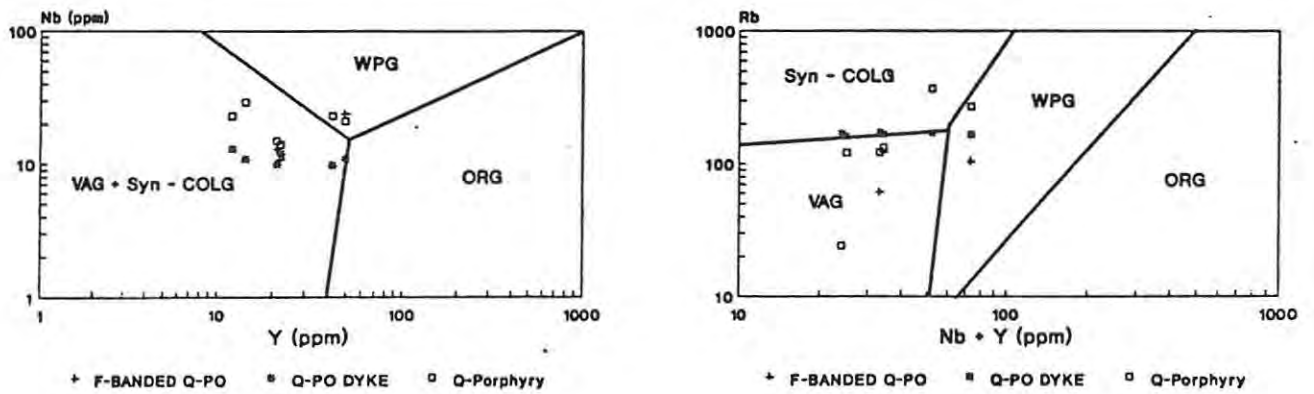 Nb (ppm)
100
10
1
WPG
VAG + Syn - COLG
ORG
1 10 100 1000
Y (ppm)
+ F-BANDED Q-PO Q-PO DYKE Q-Porphyry
Rb
1000
100
10
Syn - COLG
WPG
VAG
ORG
10 100 1000
Nb + Y (ppm)
+ F-BANDED Q-PO Q-PO DYKE Q-Porphyry